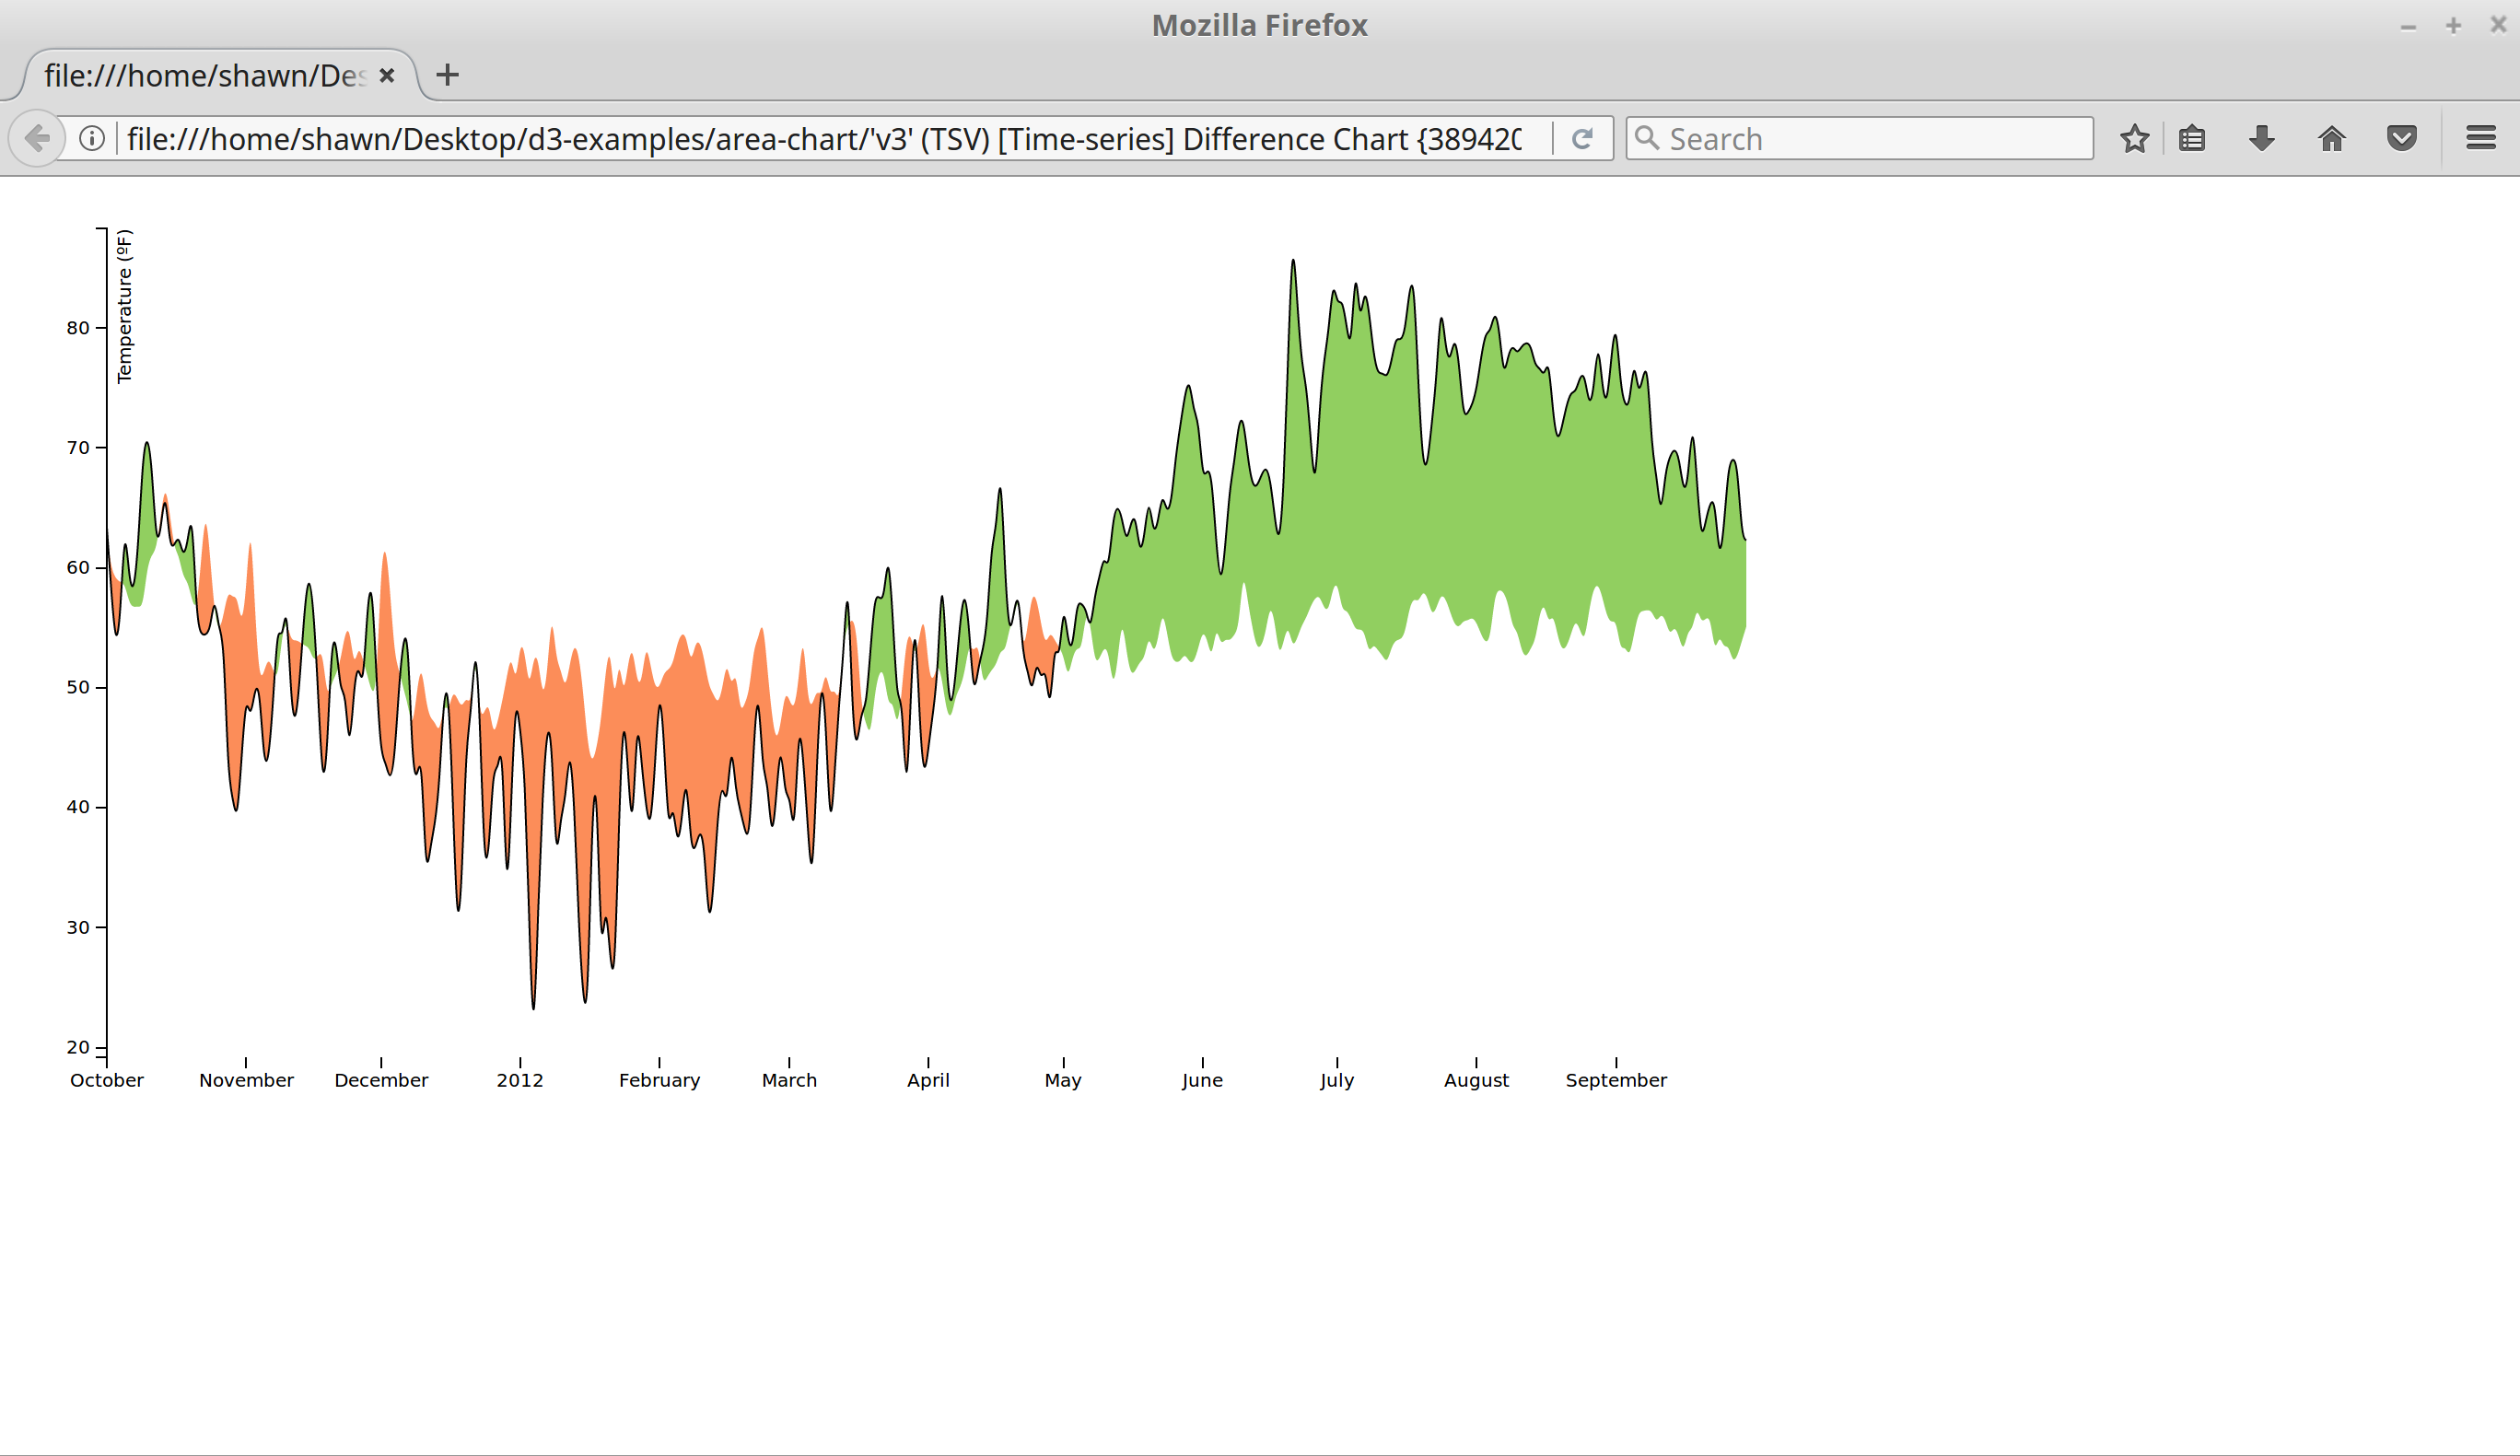 Mozilla Firefox
file:///home/shawn/Des
file:///home/shawn/Desktop/d3-examples/area-chart/'v3' (TSV) [Time-series] Difference Chart {389420
Search
Temperature (ºF)
80
70
60
50
40
30
20
October November December 2012 February March April May June July August September